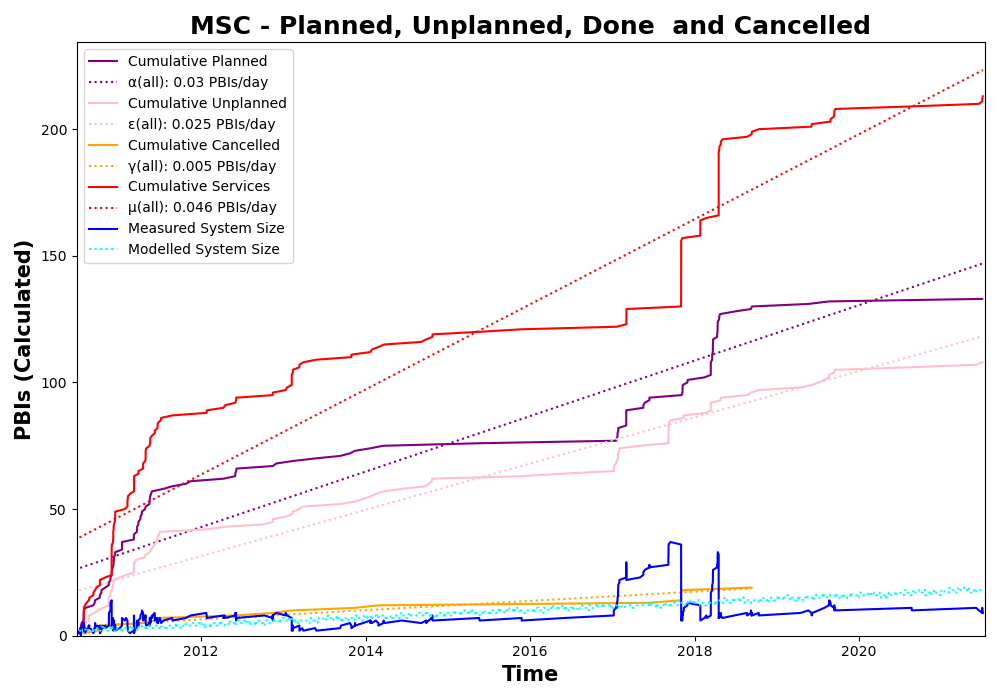 MSC - Planned, Unplanned, Done  and Cancelled
Cumulative Planned
α(all): 0.03 PBIs/day
Cumulative Unplanned
ε(all): 0.025 PBIs/day
Cumulative Cancelled
γ(all): 0.005 PBIs/day
Cumulative Services
μ(all): 0.046 PBIs/day
Measured System Size
Modelled System Size
PBIs (Calculated)
200
150
100
50
0
2012 2014 2016 2018 2020
Time